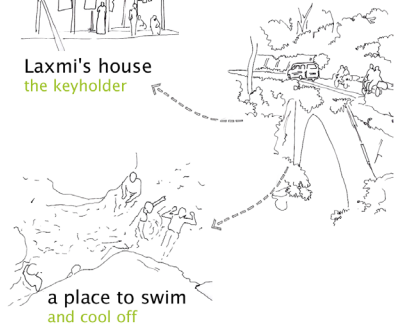 Laxmi's house
the keyholder
a place to swim
and cool off